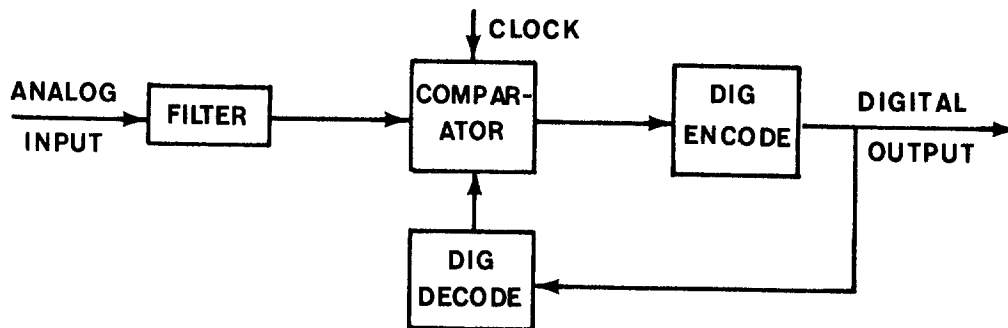 CLOCK
ANALOG
INPUT
FILTER
COMPAR-
ATOR
DIG
ENCODE
DIGITAL
OUTPUT
DIG
DECODE